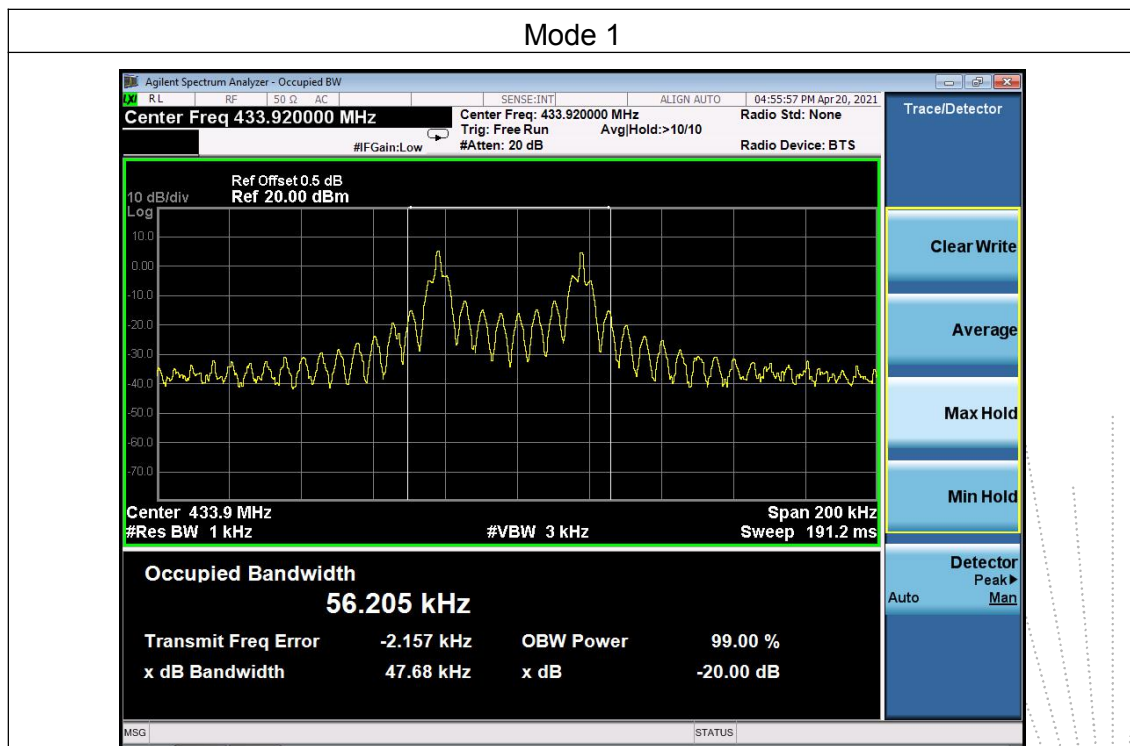 Mode 1
Agilent Spectrum Analyzer - Occupied BW
LXI RL RF 50 Ω AC SENSE:INT ALIGN AUTO 04:55:57 PM Apr 20, 2021
Center Freq 433.920000 MHz
Center Freq: 433.920000 MHz
Radio Std: None
Trig: Free Run Avg|Hold:>10/10
#IFGain:Low
#Atten: 20 dB
Radio Device: BTS
Trace/Detector
Ref Offset 0.5 dB
10 dB/div Ref 20.00 dBm
Log
10.0
0.00
-10.0
-20.0
-30.0
-40.0
-50.0
-60.0
-70.0
Center 433.9 MHz Span 200 kHz
#Res BW 1 kHz #VBW 3 kHz Sweep 191.2 ms
Clear Write
Average
Max Hold
Min Hold
Detector
Peak▶
Auto Man
Occupied Bandwidth
56.205 kHz
Transmit Freq Error -2.157 kHz OBW Power 99.00 %
x dB Bandwidth 47.68 kHz x dB -20.00 dB
MSG STATUS